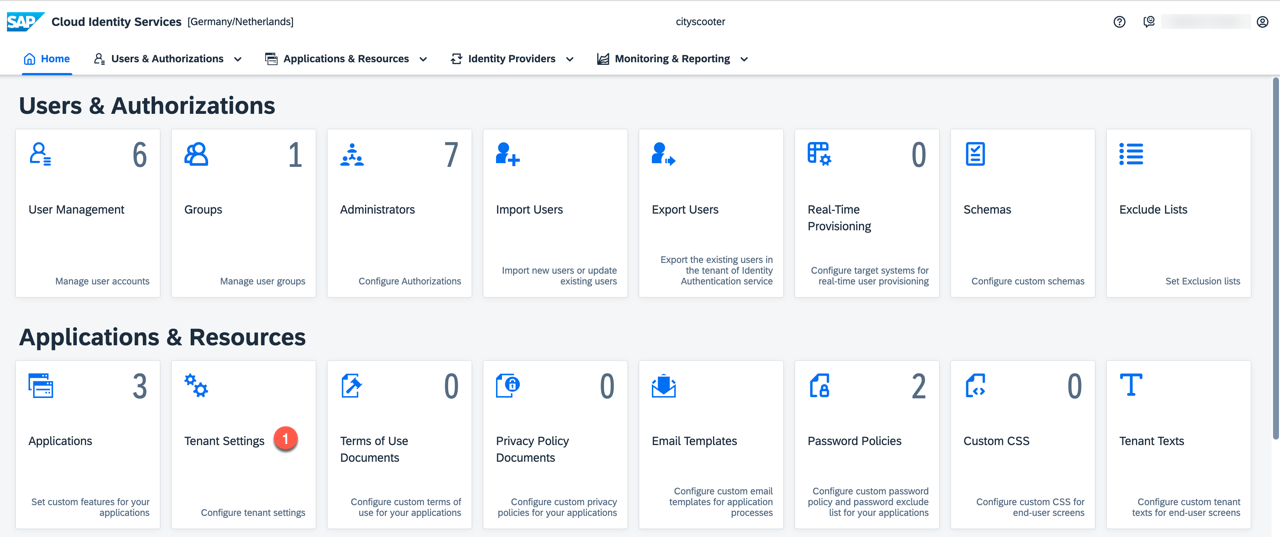 SAP Cloud Identity Services [Germany/Netherlands]
cityscooter
Home
Users & Authorizations
Applications & Resources
Identity Providers
Monitoring & Reporting
Users & Authorizations
6
User Management
Manage user accounts
1
Groups
Manage user groups
7
Administrators
Configure Authorizations
Import Users
Import new users or update
existing users
Export Users
Export the existing users in
the tenant of Identity
Authentication service
0
Real-Time
Provisioning
Configure target systems for
real-time user provisioning
Schemas
Configure custom schemas
Exclude Lists
Set Exclusion lists
Applications & Resources
3
Applications
Set custom features for your
applications
Tenant Settings
1
Configure tenant settings
0
Terms of Use
Documents
Configure custom terms of
use for your applications
0
Privacy Policy
Documents
Configure custom privacy
policies for your applications
Email Templates
Configure custom email
templates for application
processes
2
Password Policies
Configure custom password
policy and password exclude
list for your applications
0
Custom CSS
Configure custom CSS for
end-user screens
Tenant Texts
Configure custom tenant
texts for end-user screens